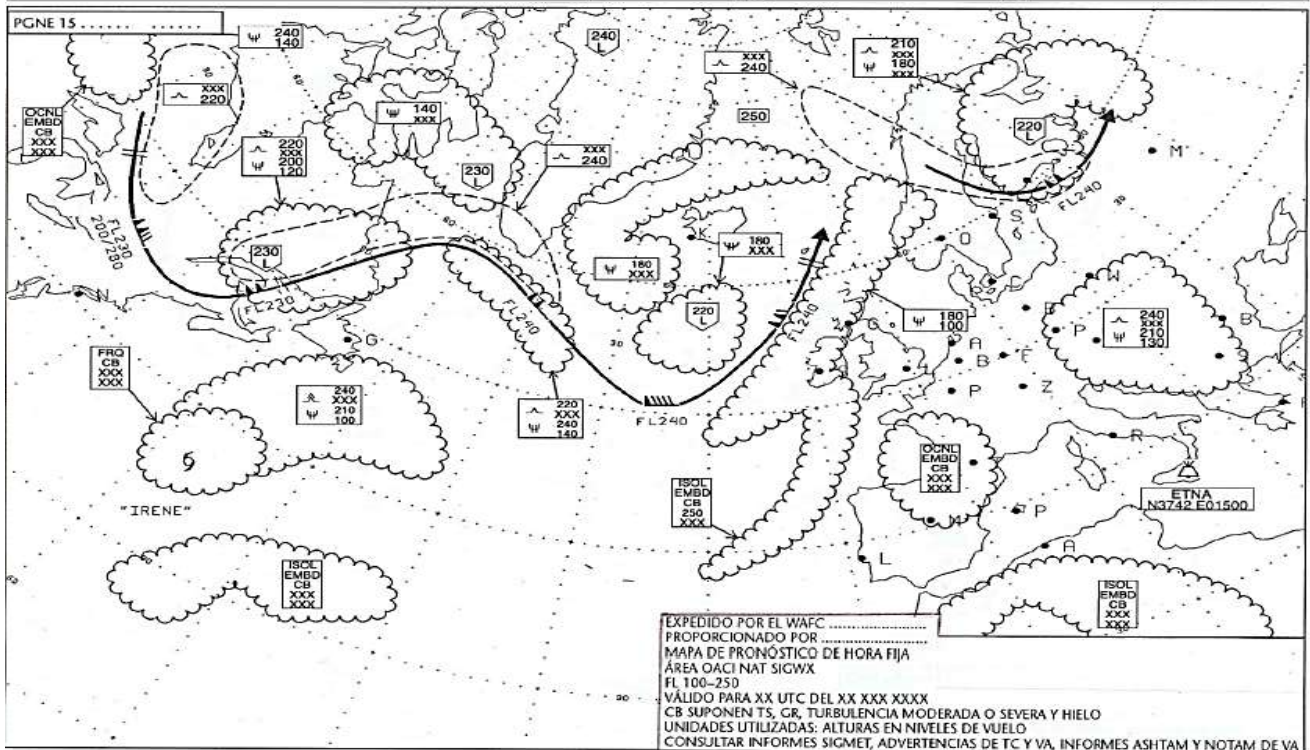 PGNE 15 . . . . . . . . . .
240
140
240
L
XXX
240
210
XXX
180
XXX
XXX
220
OCNL
EMBD
CB
XXX
XXX
140
XXX
250
220
L
M
220
XXX
200
120
XXX
240
230
L
FL240
S
K
O
180
XXX
FL230
200/280
230
L
180
XXX
W
C
FL230
N
FL240
220
L
FL240
180
100
B
P
240
XXX
210
130
B
G
A
B
F
S
FRQ
CB
XXX
XXX
P
Z
30
240
XXX
210
100
220
XXX
240
140
FL240
R
OCNL
EMBD
CB
XXX
XXX
ISOL
EMBD
CB
250
XXX
ETNA
N3742 E01500
"IRENE"
M
P
A
L
ISOL
EMBD
CB
XXX
XXX
ISOL
EMBD
CB
XXX
XXX
EXPEDIDO POR EL WAFC ........................
PROPORCIONADO POR ........................
MAPA DE PRONÓSTICO DE HORA FIJA
ÁREA OACI NAT SIGWX
FL 100–250
VÁLIDO PARA XX UTC DEL XX XXX XXXX
CB SUPONEN TS, GR, TURBULENCIA MODERADA O SEVERA Y HIELO
UNIDADES UTILIZADAS: ALTURAS EN NIVELES DE VUELO
CONSULTAR INFORMES SIGMET, ADVERTENCIAS DE TC Y VA, INFORMES ASHTAM Y NOTAM DE VA